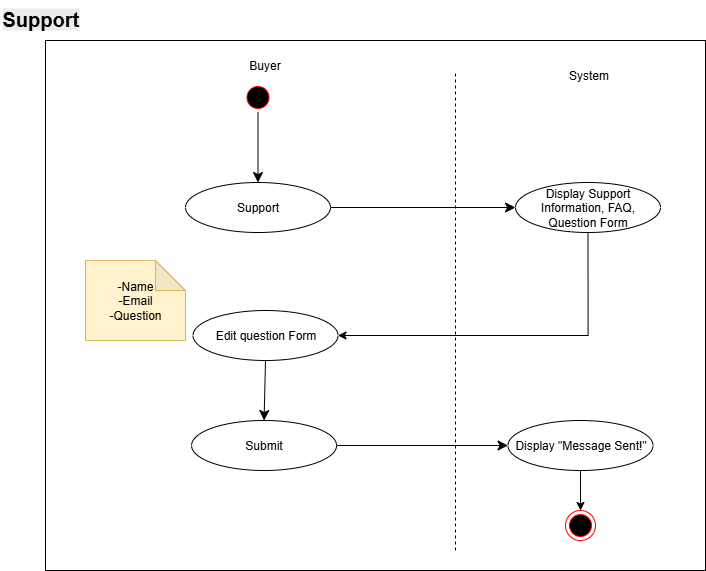 Support
Buyer
System
Support
Display Support
Information, FAQ,
Question Form
-Name
-Email
-Question
Edit question Form
Submit
Display "Message Sent!"